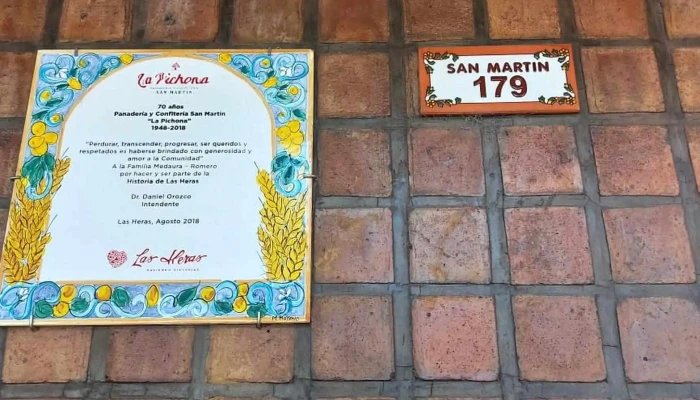 La Pichona
SAN MARTIN
70 años
Panadería y Confitería San Martín
"La Pichona"
1948-2018
"Perdurar, transcender, progresar, ser queridos y
respetados es haberse brindado con generosidad y
amor a la Comunidad"
A la Familia Madaura - Romero
por hacer y ser parte de la
Historia de Las Heras
Dr. Daniel Orozco
Intendente
Las Heras, Agosto 2018
Las Heras
SAN MARTIN
179